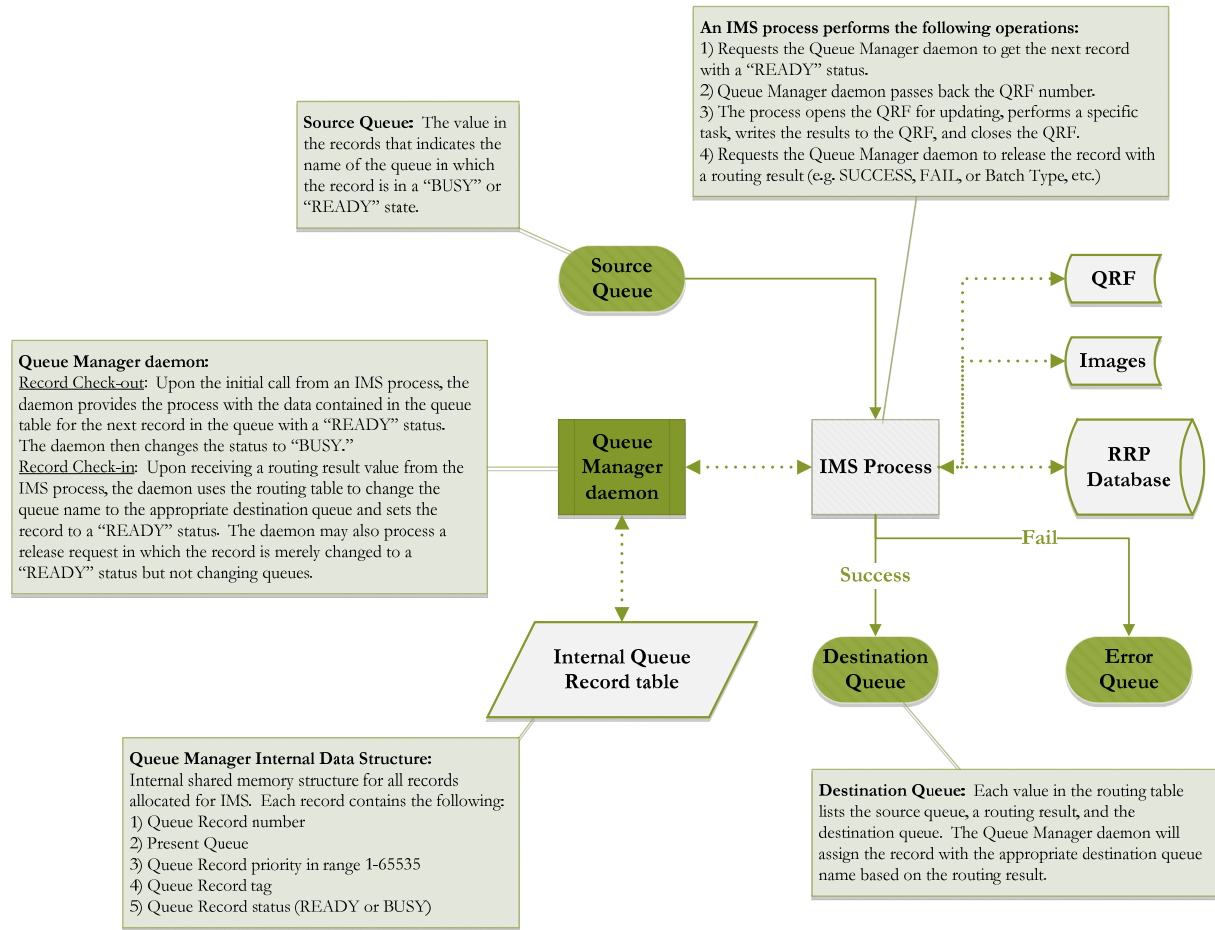 An IMS process performs the following operations:
1) Requests the Queue Manager daemon to get the next record
with a “READY” status.
2) Queue Manager daemon passes back the QRF number.
3) The process opens the QRF for updating, performs a specific
task, writes the results to the QRF, and closes the QRF.
4) Requests the Queue Manager daemon to release the record with
a routing result (e.g. SUCCESS, FAIL, or Batch Type, etc.)
Source Queue: The value in
the records that indicates the
name of the queue in which
the record is in a “BUSY” or
“READY” state.
Source
Queue
QRF
Images
Queue Manager daemon:
Record Check-out: Upon the initial call from an IMS process, the
daemon provides the process with the data contained in the queue
table for the next record in the queue with a “READY” status.
The daemon then changes the status to “BUSY.”
Record Check-in: Upon receiving a routing result value from the
IMS process, the daemon uses the routing table to change the
queue name to the appropriate destination queue and sets the
record to a “READY” status. The daemon may also process a
release request in which the record is merely changed to a
“READY” status but not changing queues.
Queue
Manager
daemon
IMS Process
RRP
Database
Fail
Success
Internal Queue
Record table
Destination
Queue
Error
Queue
Queue Manager Internal Data Structure:
Internal shared memory structure for all records
allocated for IMS. Each record contains the following:
1) Queue Record number
2) Present Queue
3) Queue Record priority in range 1-65535
4) Queue Record tag
5) Queue Record status (READY or BUSY)
Destination Queue: Each value in the routing table
lists the source queue, a routing result, and the
destination queue. The Queue Manager daemon will
assign the record with the appropriate destination queue
name based on the routing result.